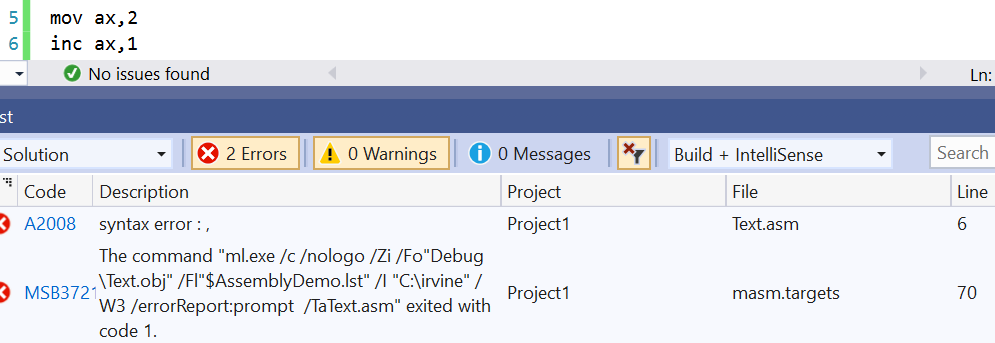 5 mov ax,2
6 inc ax,1
No issues found Ln:
st
Solution 2 Errors 0 Warnings 0 Messages Build + IntelliSense Search
Code Description Project File Line
A2008 syntax error : , Project1 Text.asm 6
The command "ml.exe /c /nologo /Zi /Fo"Debug
\Text.obj" /Fl"$AssemblyDemo.lst" /I "C:\irvine" /
MSB3721 W3 /errorReport:prompt /TaText.asm" exited with Project1 masm.targets 70
code 1.